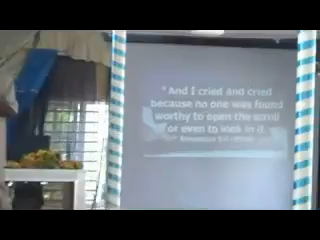 "And I cried and cried
because no one was found
worthy to open the scroll
or even to look in it.